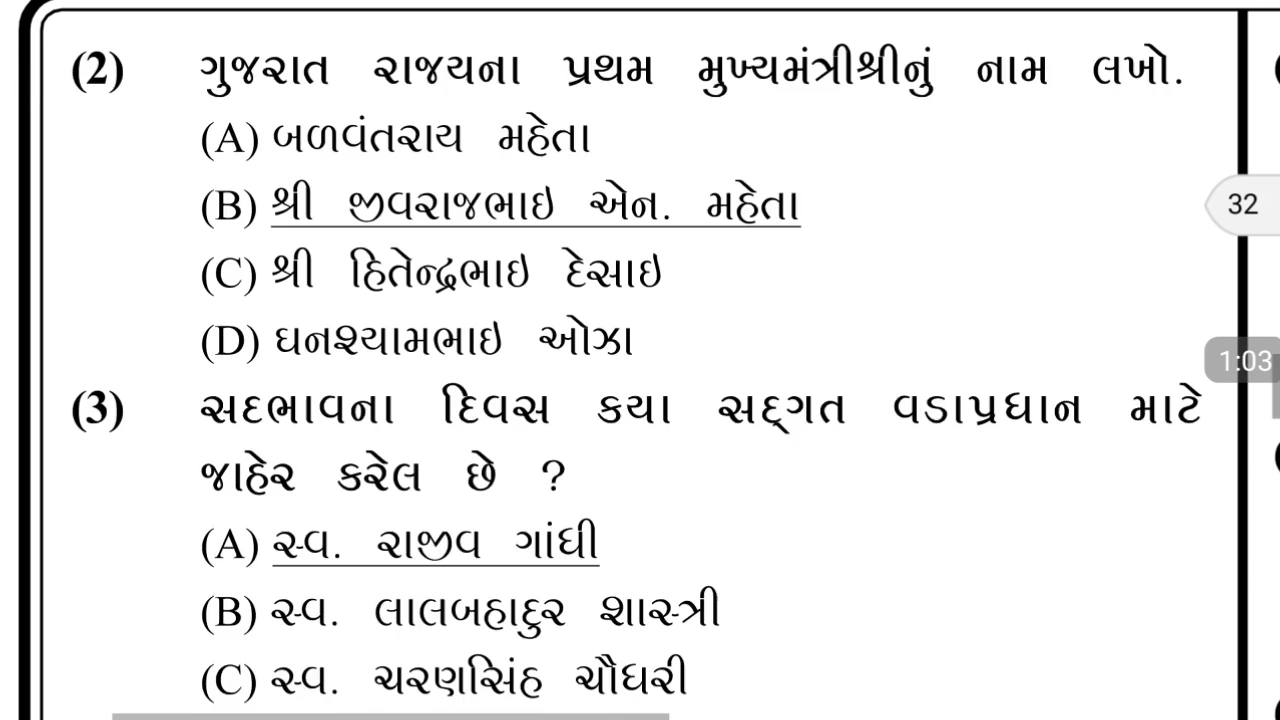 (2) ગુજરાત રાજયના પ્રથમ મુખ્યમંત્રીશ્રીનું નામ લખો.
(A) બળવંતરાય મહેતા
(B) શ્રી જીવરાજભાઇ એન. મહેતા
(C) શ્રી હિતેન્દ્રભાઇ દેસાઇ
(D) ઘનશ્યામભાઇ ઓઝા
(3) સદભાવના દિવસ કયા સદ્ગત વડાપ્રધાન માટે
જાહેર કરેલ છે ?
(A) સ્વ. રાજીવ ગાંધી
(B) સ્વ. લાલબહાદુર શાસ્ત્રી
(C) સ્વ. ચરણસિંહ ચૌધરી
32
1:03